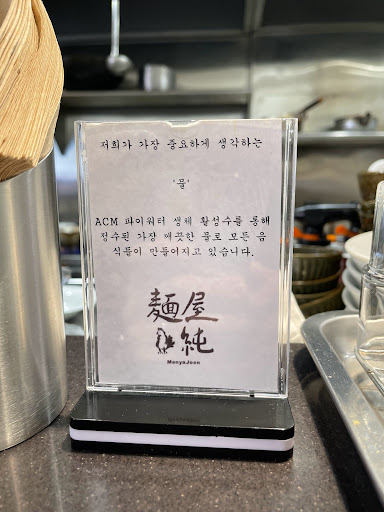 저희가 가장 중요하게 생각하는
'물'
ACM 파이워터 생체 활성수를 통해
정수된 가장 깨끗한 물로 모든 음
식들이 만들어지고 있습니다.
麺屋
純
MenyaJoon